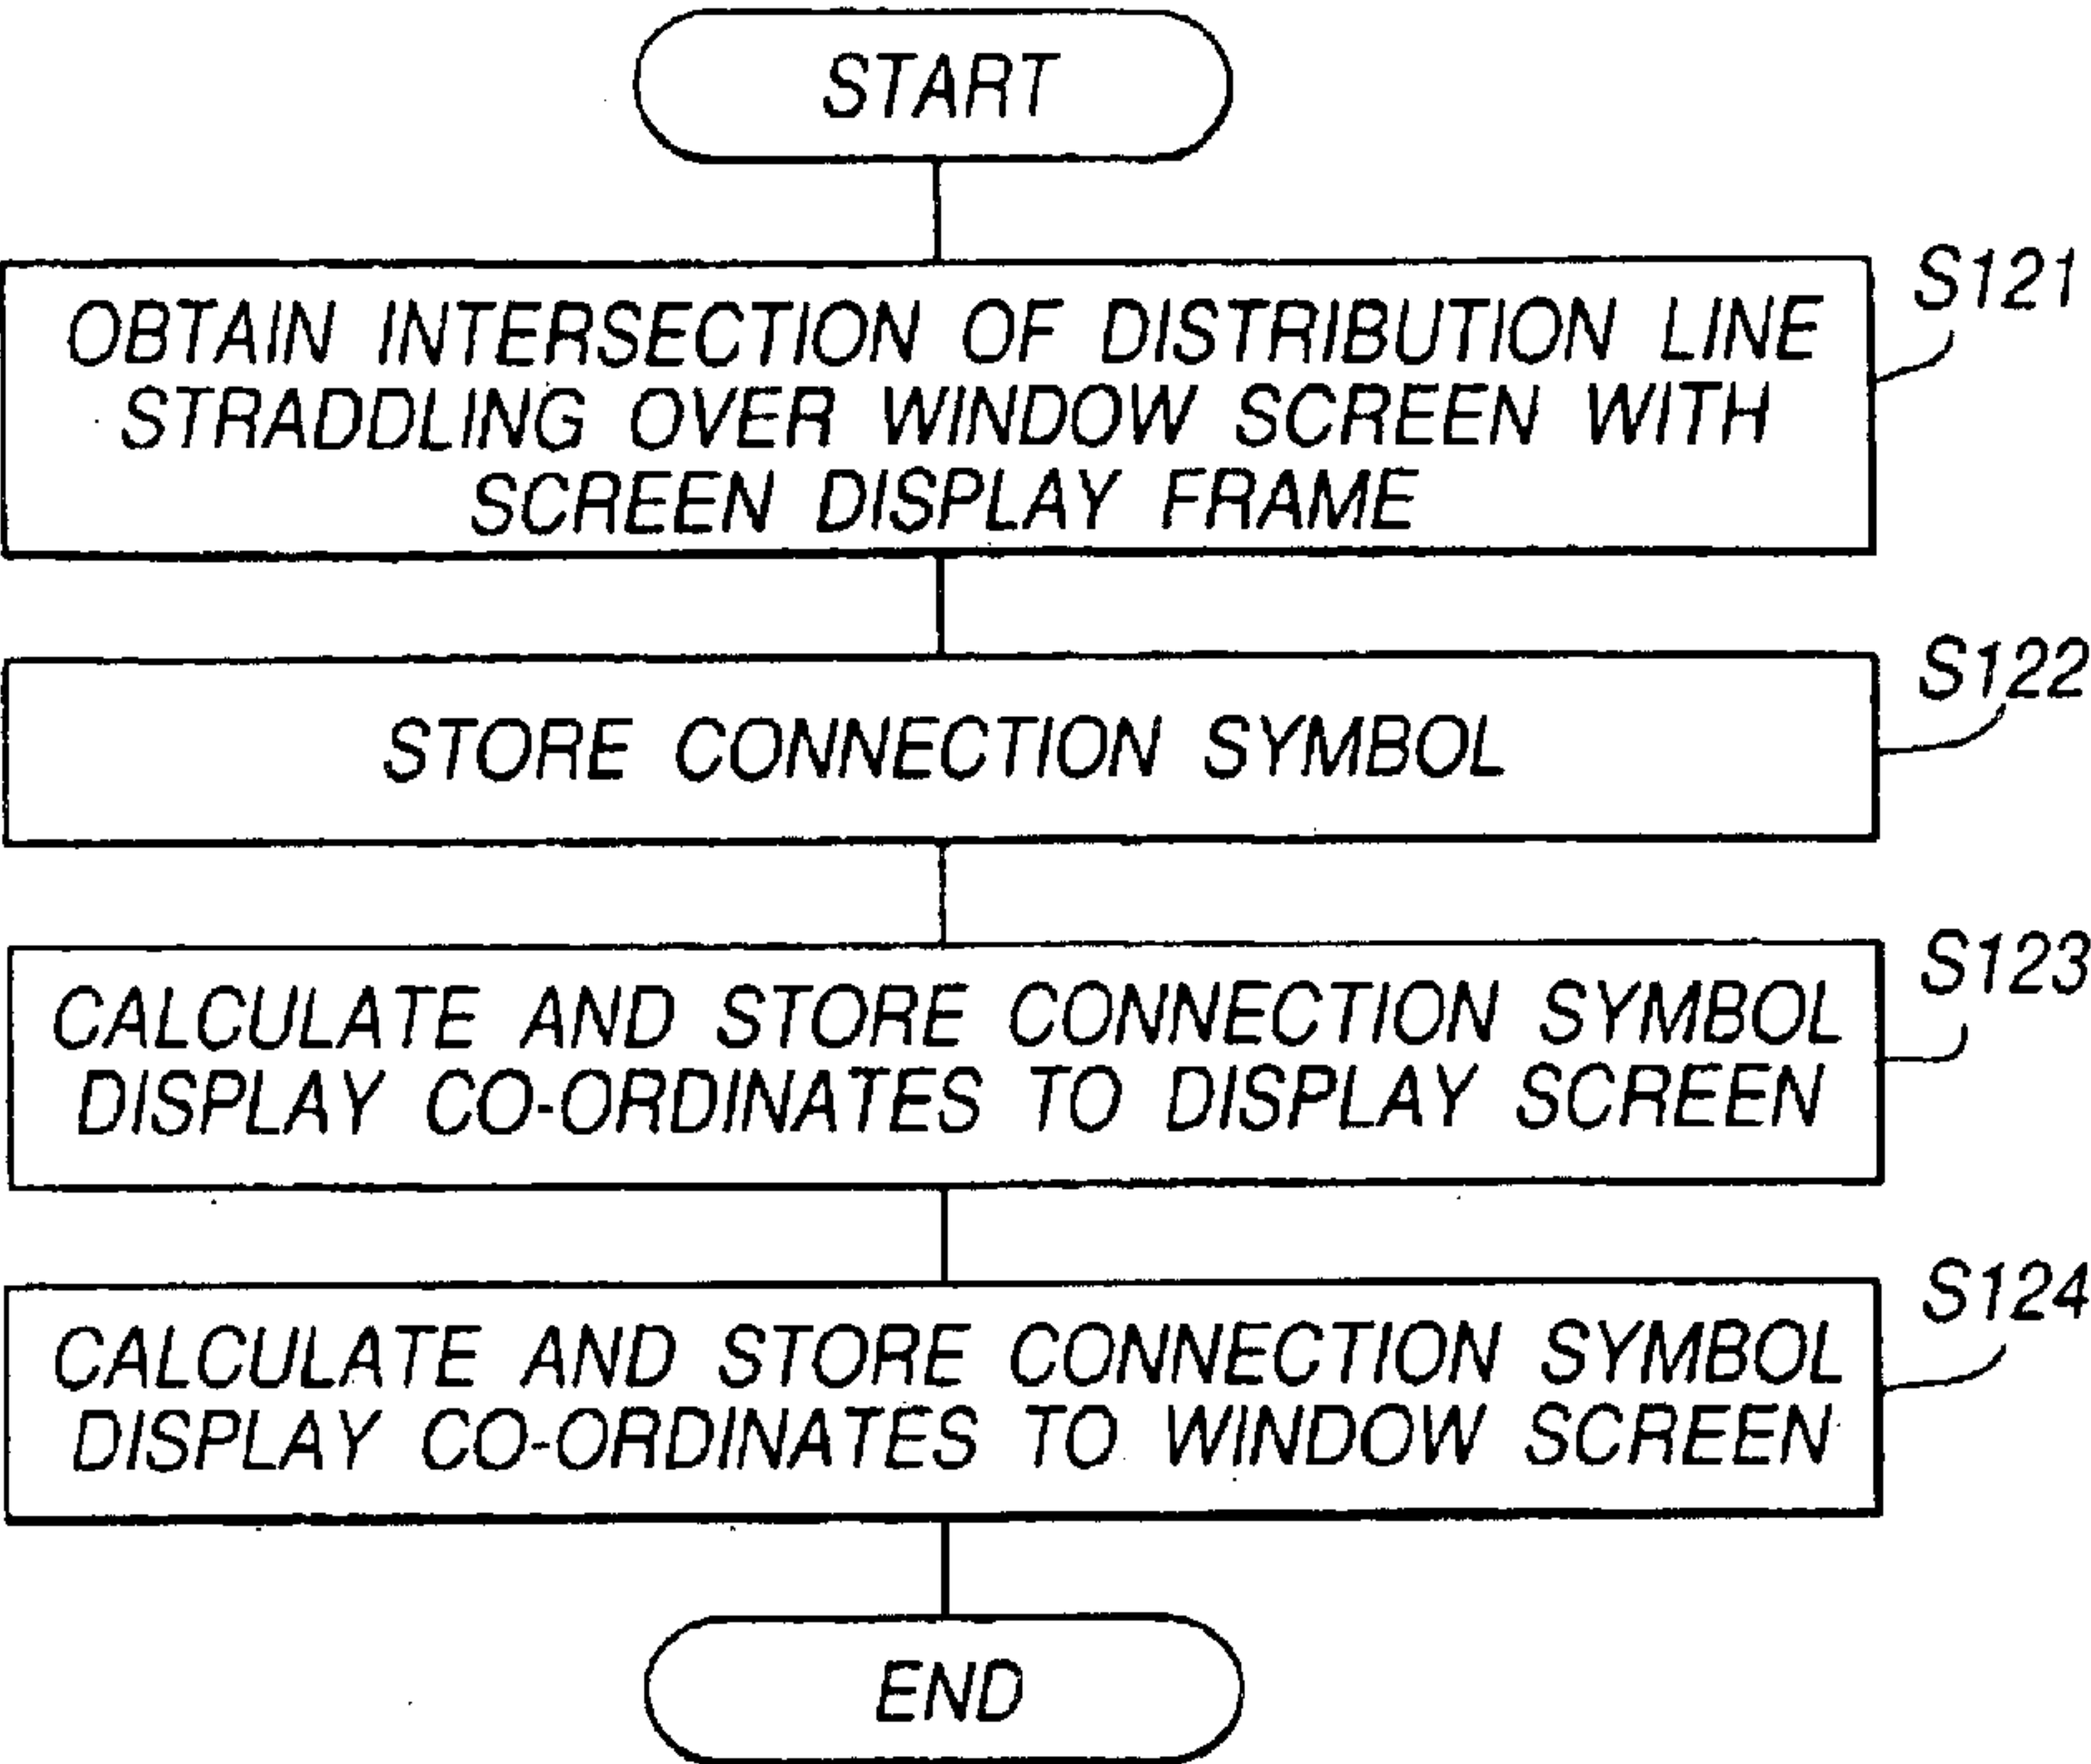 START
S121
OBTAIN INTERSECTION OF DISTRIBUTION LINE
STRADDLING OVER WINDOW SCREEN WITH
SCREEN DISPLAY FRAME
S122
STORE CONNECTION SYMBOL
S123
CALCULATE AND STORE CONNECTION SYMBOL
DISPLAY CO-ORDINATES TO DISPLAY SCREEN
S124
CALCULATE AND STORE CONNECTION SYMBOL
DISPLAY CO-ORDINATES TO WINDOW SCREEN
END